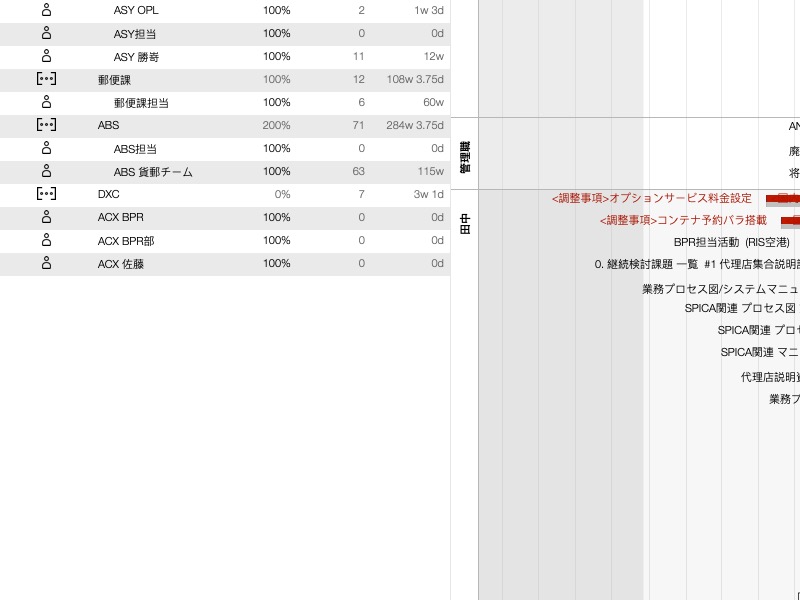 ASY OPL 100% 2 1w 3d
ASY担当 100% 0 0d
ASY 勝嵜 100% 11 12w
郵便課 100% 12 108w 3.75d
郵便課担当 100% 6 60w
ABS 200% 71 284w 3.75d
ABS担当 100% 0 0d
ABS 貨郵チーム 100% 63 115w
DXC 0% 7 3w 1d
ACX BPR 100% 0 0d
ACX BPR部 100% 0 0d
ACX 佐藤 100% 0 0d
管理職
AN
廃
将
田中
<調整事項>オプションサービス料金設定
<調整事項>コンテナ予約バラ搭載
BPR担当活動 (RIS空港)
0. 継続検討課題 一覧 #1 代理店集合説明
業務プロセス図/システムマニュ
SPICA関連 プロセス図
SPICA関連 プロセ
SPICA関連 マニ
代理店説明
業務プ